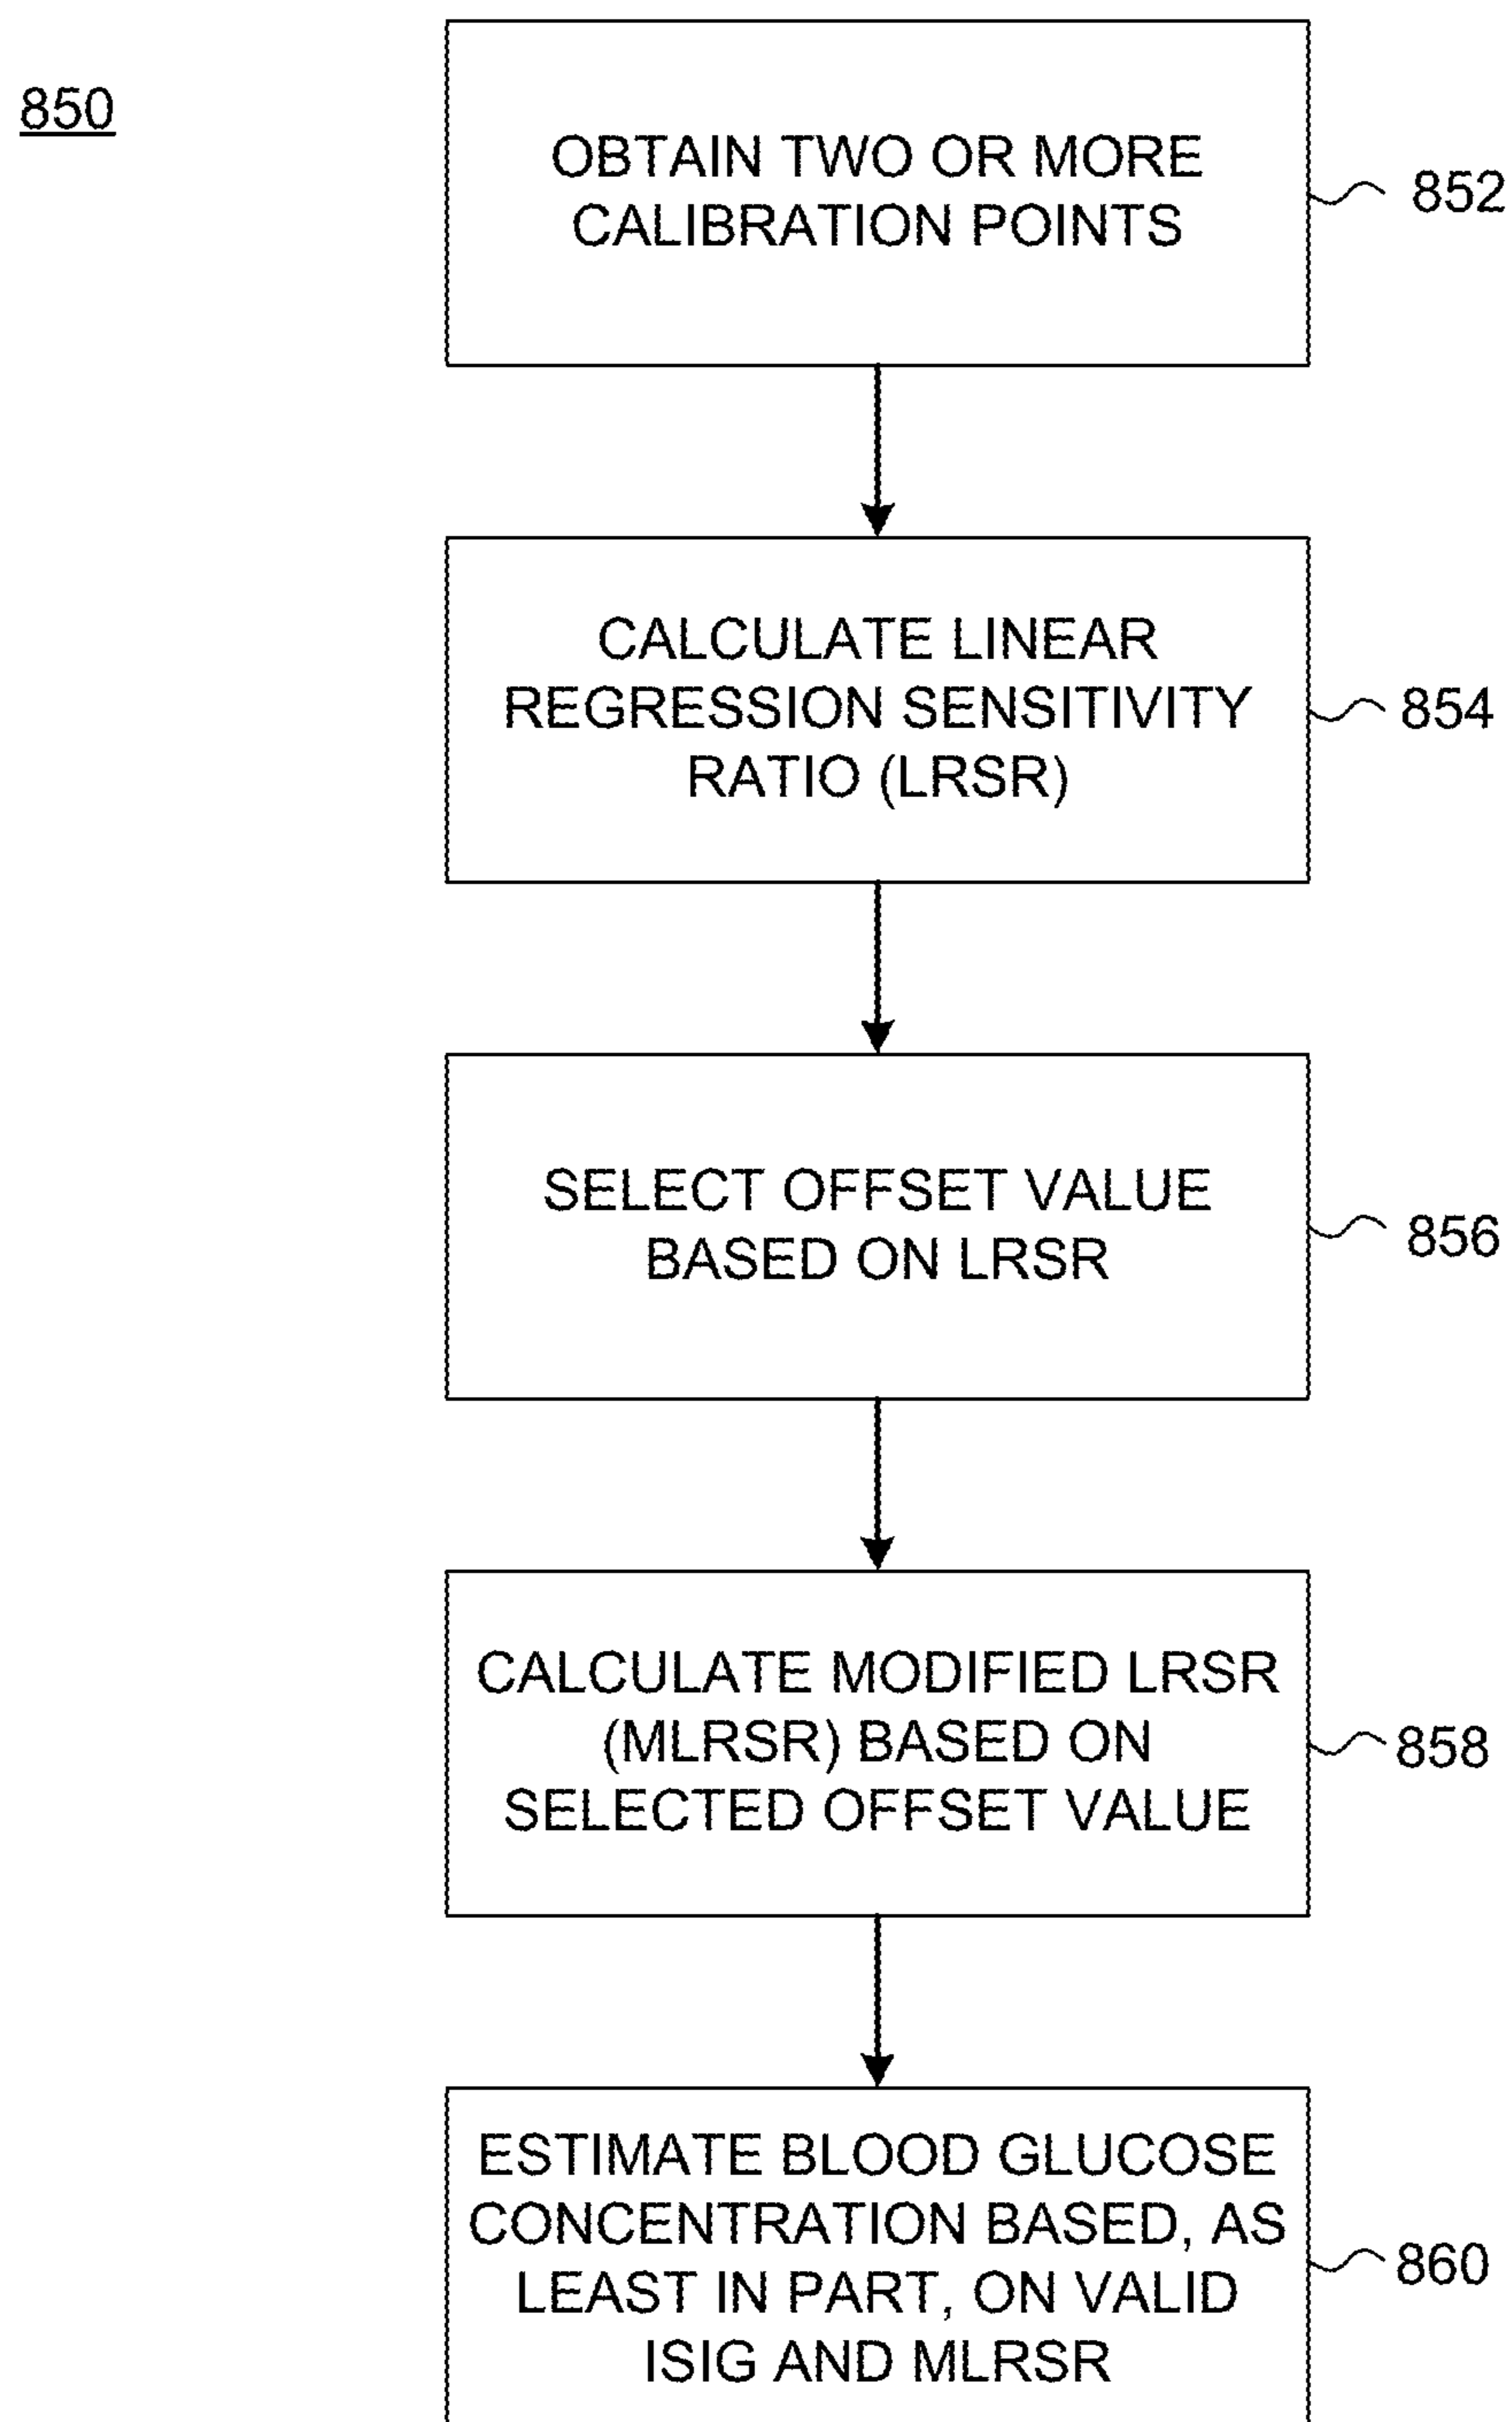 850
OBTAIN TWO OR MORE
CALIBRATION POINTS
852
CALCULATE LINEAR
REGRESSION SENSITIVITY
RATIO (LRSR)
854
SELECT OFFSET VALUE
BASED ON LRSR
856
CALCULATE MODIFIED LRSR
(MLRSR) BASED ON
SELECTED OFFSET VALUE
858
ESTIMATE BLOOD GLUCOSE
CONCENTRATION BASED, AS
LEAST IN PART, ON VALID
ISIG AND MLRSR
860